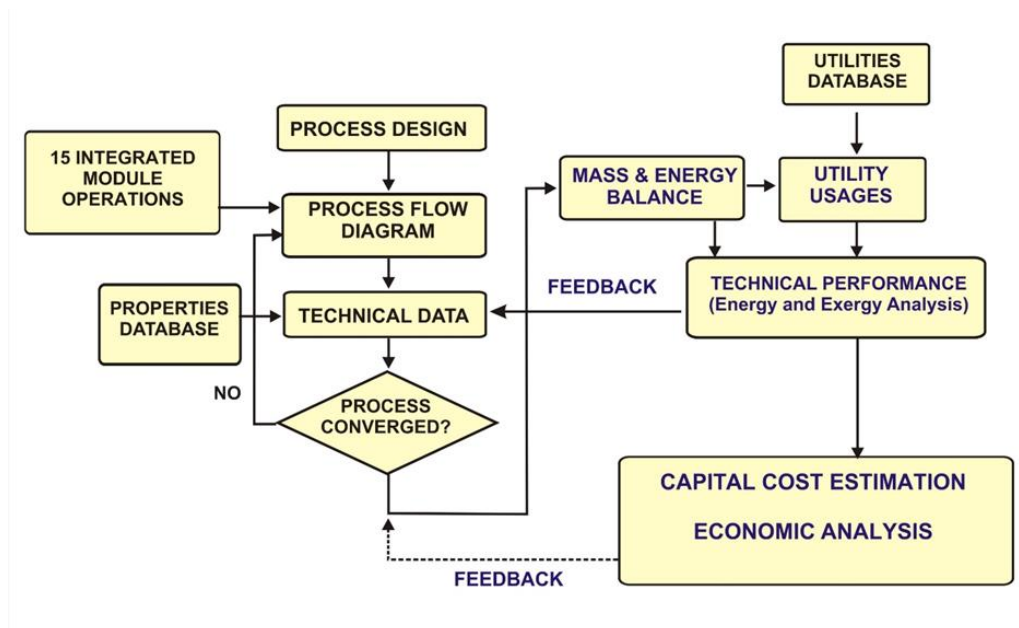 UTILITIES
DATABASE
PROCESS DESIGN
15 INTEGRATED
MODULE
OPERATIONS
MASS & ENERGY
BALANCE
UTILITY
USAGES
PROCESS FLOW
DIAGRAM
PROPERTIES
DATABASE
TECHNICAL DATA
FEEDBACK
TECHNICAL PERFORMANCE
(Energy and Exergy Analysis)
NO
PROCESS
CONVERGED?
CAPITAL COST ESTIMATION
ECONOMIC ANALYSIS
FEEDBACK